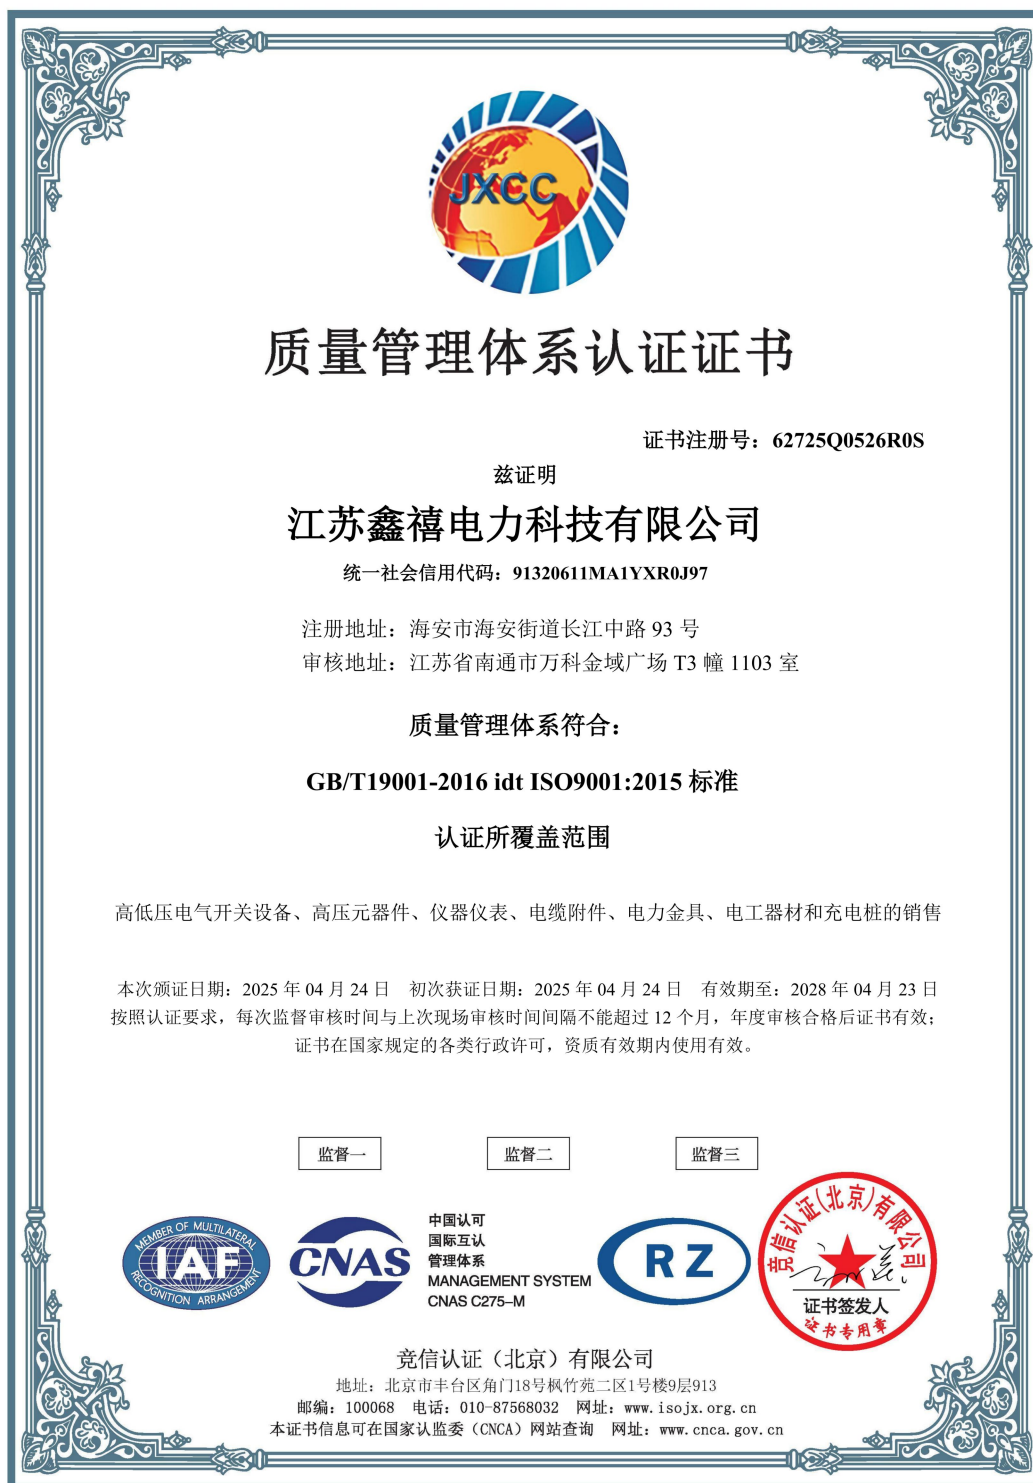 JXCC
质量管理体系认证证书
证书注册号：62725Q0526R0S
兹证明
江苏鑫禧电力科技有限公司
统一社会信用代码：91320611MA1YXR0J97
注册地址：海安市海安街道长江中路 93 号
审核地址：江苏省南通市万科金域广场 T3 幢 1103 室
质量管理体系符合：
GB/T19001-2016 idt ISO9001:2015 标准
认证所覆盖范围
高低压电气开关设备、高压元器件、仪器仪表、电缆附件、电力金具、电工器材和充电桩的销售
本次颁证日期：2025 年 04 月 24 日 初次获证日期：2025 年 04 月 24 日 有效期至：2028 年 04 月 23 日
按照认证要求，每次监督审核时间与上次现场审核时间间隔不能超过 12 个月，年度审核合格后证书有效；
证书在国家规定的各类行政许可，资质有效期内使用有效。
监督一 监督二 监督三
MEMBER OF MULTILATERAL
IAF
RECOGNITION ARRANGEMENT
CNAS
中国认可
国际互认
管理体系
MANAGEMENT SYSTEM
CNAS C275-M
RZ
竞信认证(北京)有限公司
证书签发人
证书专用章
竞信认证（北京）有限公司
地址：北京市丰台区角门18号枫竹苑二区1号楼9层913
邮编：100068 电话：010-87568032 网址：www.isojx.org.cn
本证书信息可在国家认监委（CNCA）网站查询 网址：www.cnca.gov.cn